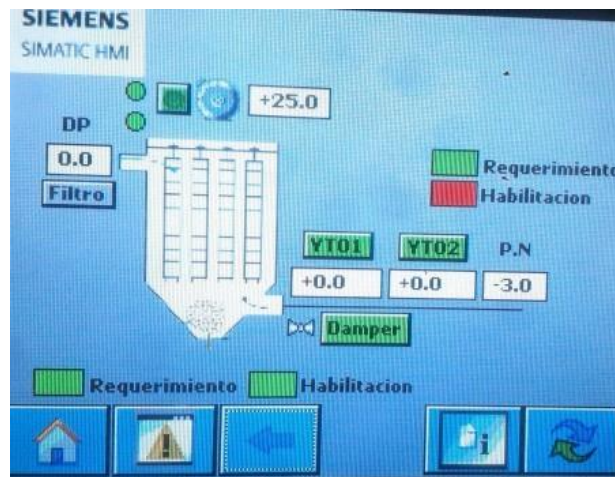 SIEMENS
SIMATIC HMI
+25.0
DP
0.0
Filtro
Requerimiento
Habilitacion
YT01 YT02 P.N
+0.0 +0.0 -3.0
Damper
Requerimiento Habilitacion
i